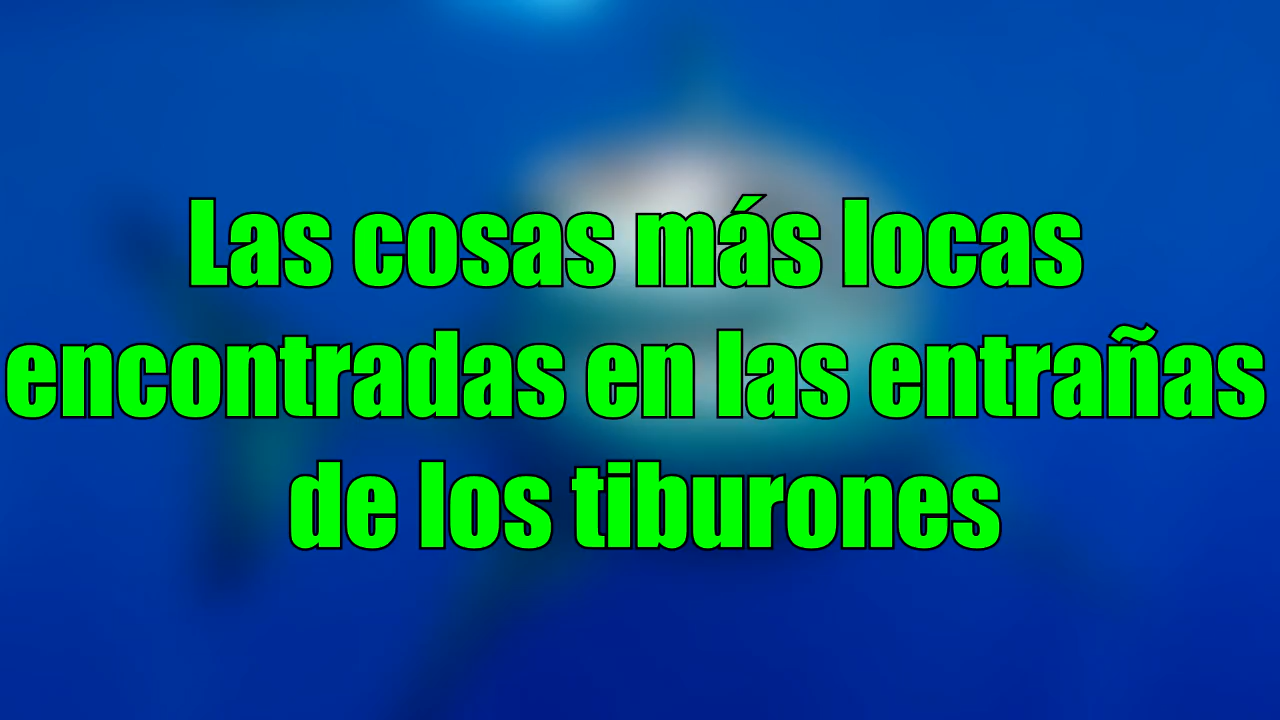 Las cosas más locas
encontradas en las entrañas
de los tiburones